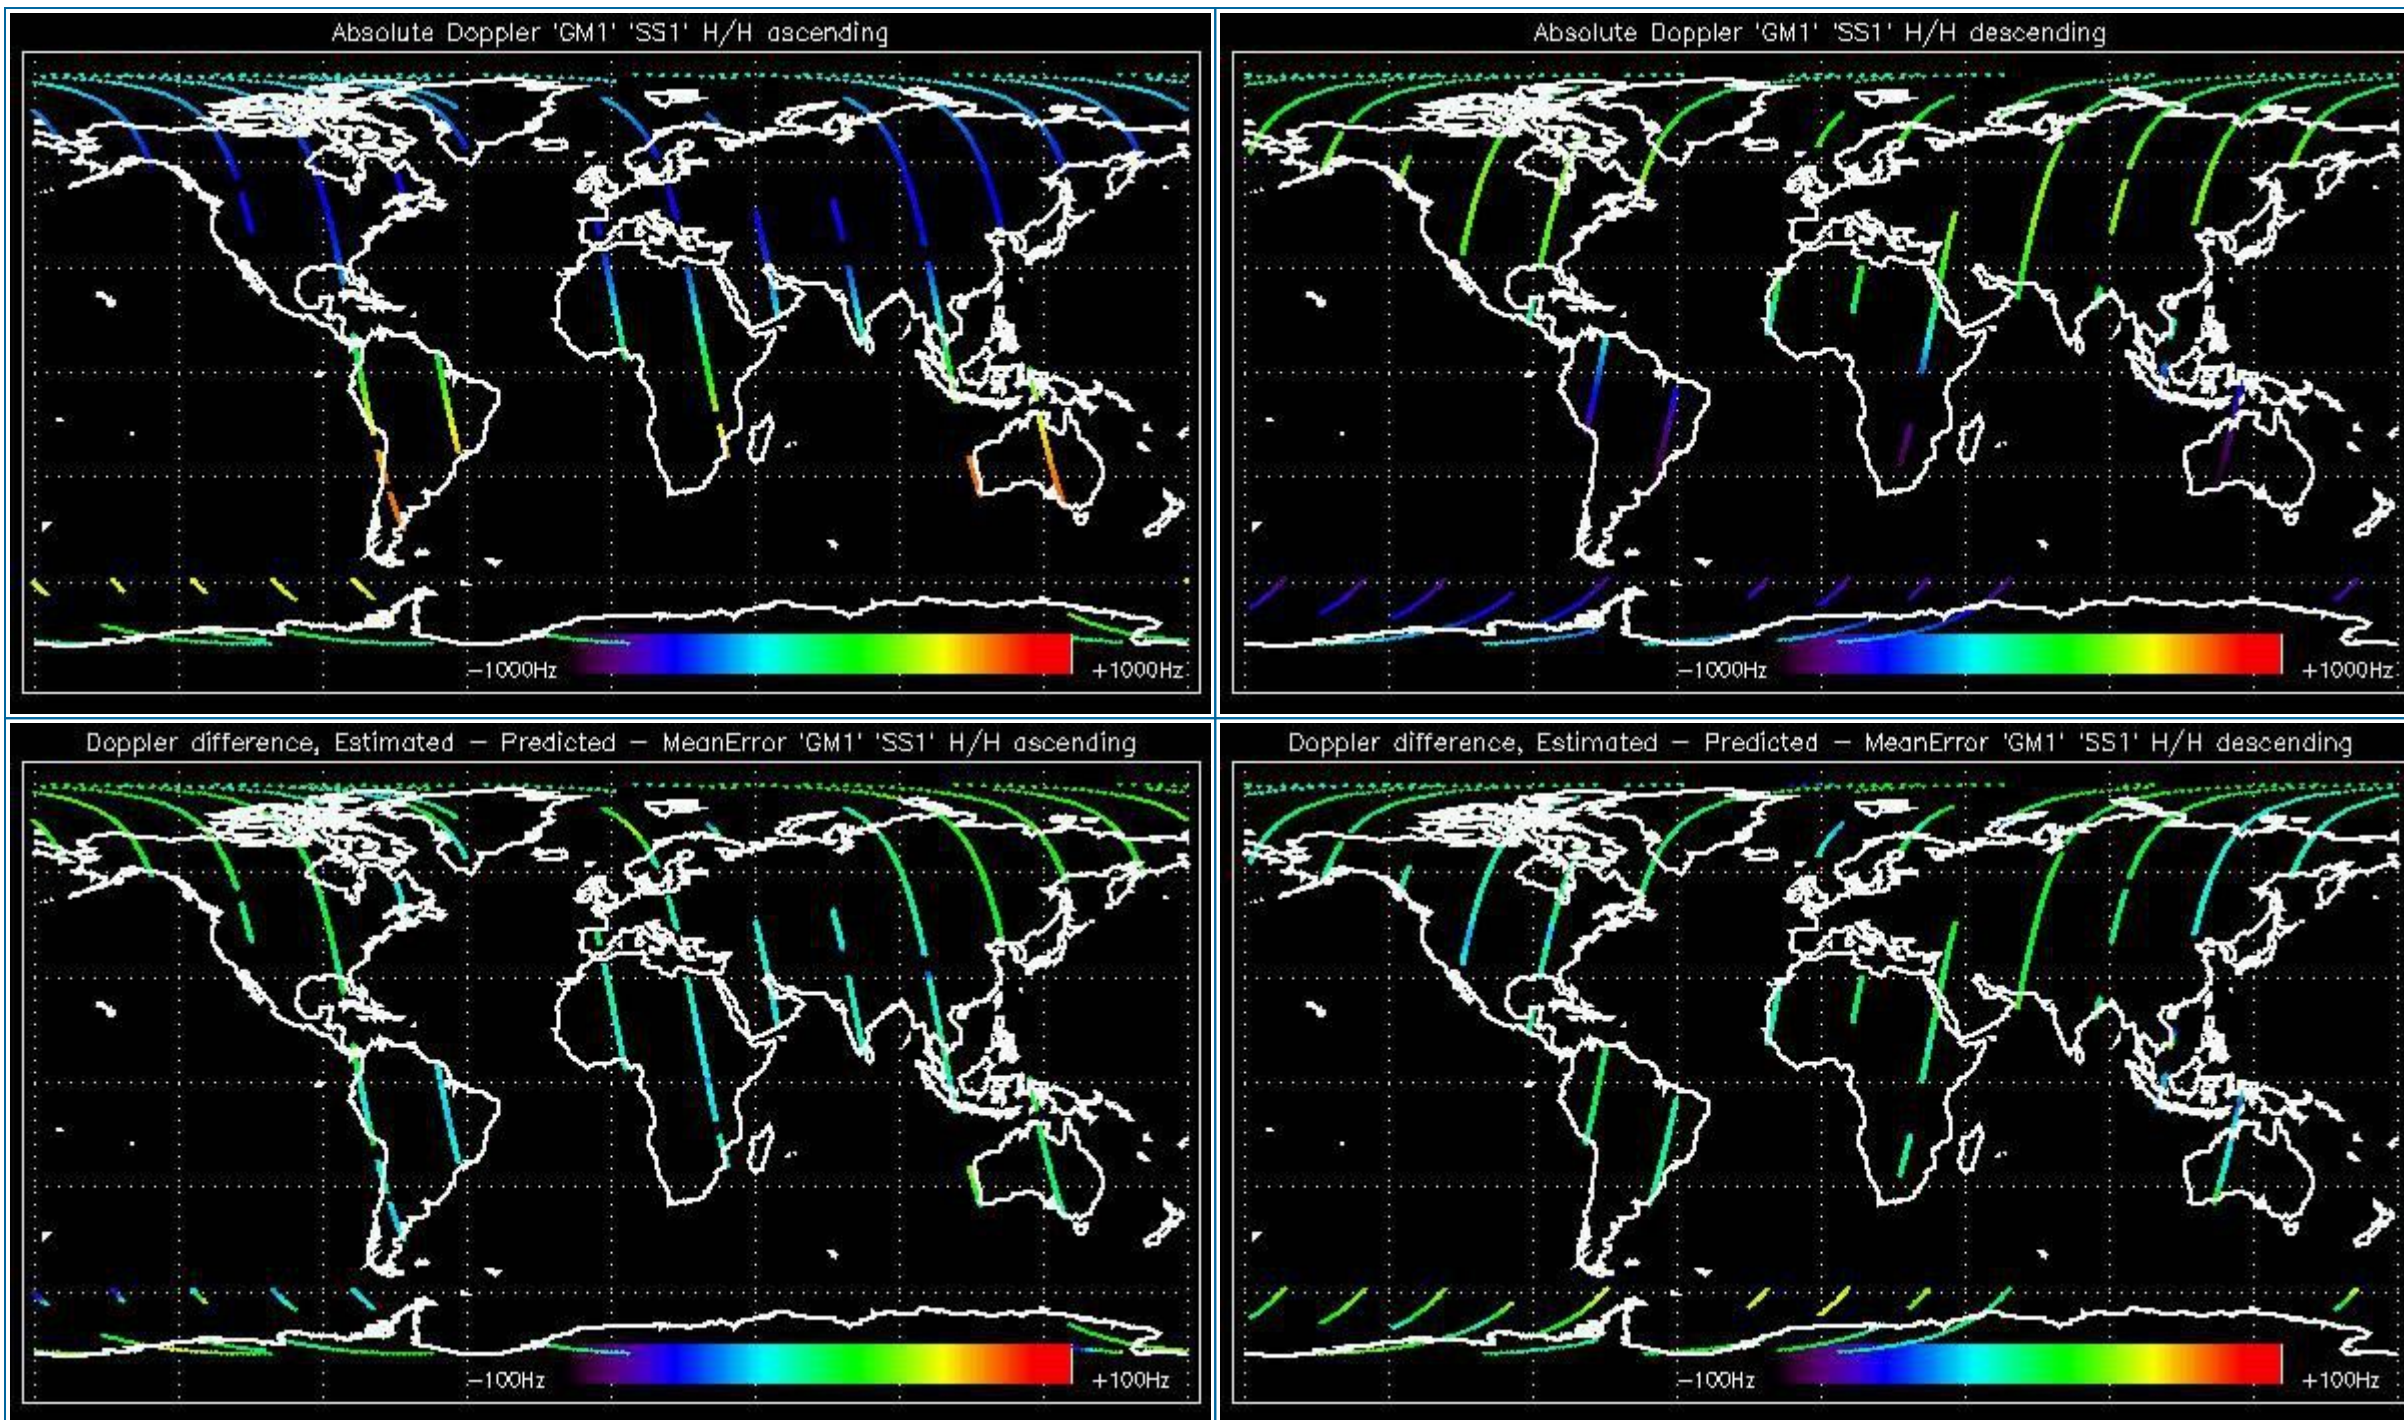 Absolute Doppler 'GM1' 'SS1' H/H ascending
−1000Hz
+1000Hz
Absolute Doppler 'GM1' 'SS1' H/H descending
−1000Hz
+1000Hz
Doppler difference, Estimated − Predicted − MeanError 'GM1' 'SS1' H/H ascending
−100Hz
+100Hz
Doppler difference, Estimated − Predicted − MeanError 'GM1' 'SS1' H/H descending
−100Hz
+100Hz